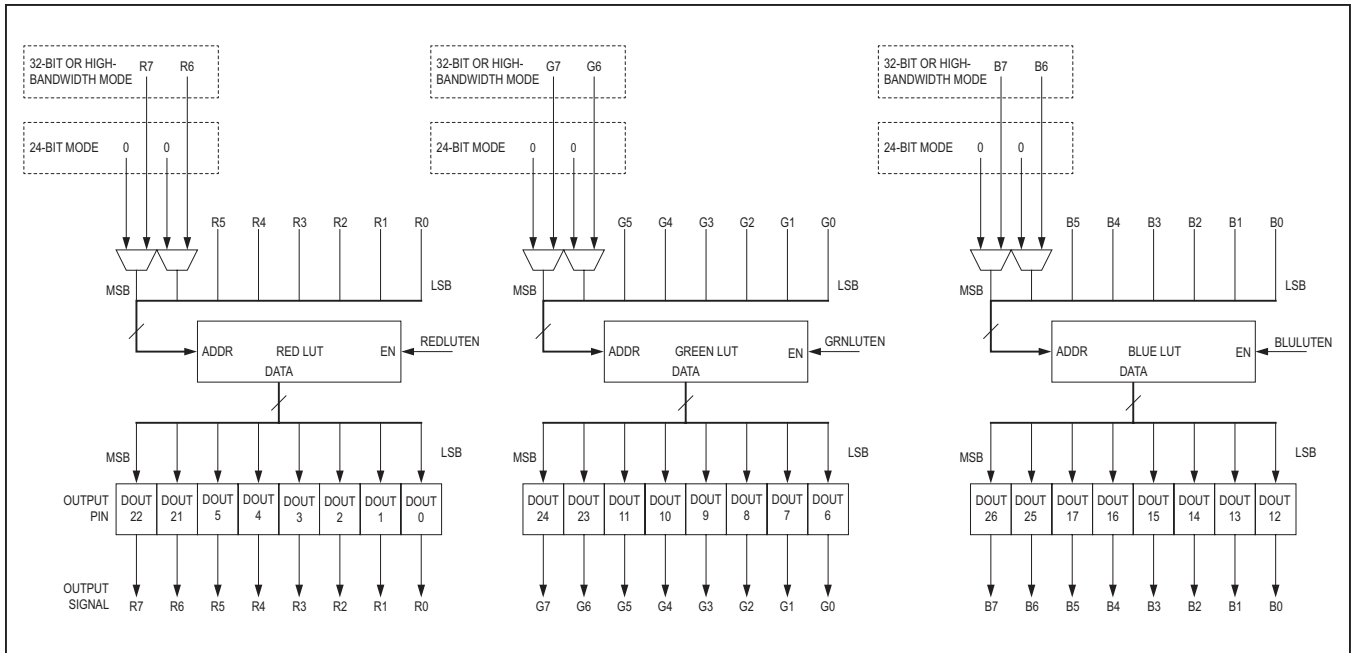 32-BIT OR HIGH-
BANDWIDTH MODE R7 R6
24-BIT MODE 0 0
R5 R4 R3 R2 R1 R0
MSB LSB
ADDR RED LUT EN REDLUTEN
DATA
MSB LSB
OUTPUT PIN
DOUT 22 DOUT 21 DOUT 5 DOUT 4 DOUT 3 DOUT 2 DOUT 1 DOUT 0
OUTPUT SIGNAL
R7 R6 R5 R4 R3 R2 R1 R0
32-BIT OR HIGH-
BANDWIDTH MODE G7 G6
24-BIT MODE 0 0
G5 G4 G3 G2 G1 G0
MSB LSB
ADDR GREEN LUT EN GRNLUTEN
DATA
MSB LSB
DOUT 24 DOUT 23 DOUT 11 DOUT 10 DOUT 9 DOUT 8 DOUT 7 DOUT 6
G7 G6 G5 G4 G3 G2 G1 G0
32-BIT OR HIGH-
BANDWIDTH MODE B7 B6
24-BIT MODE 0 0
B5 B4 B3 B2 B1 B0
MSB LSB
ADDR BLUE LUT EN BLULUTEN
DATA
MSB LSB
DOUT 26 DOUT 25 DOUT 17 DOUT 16 DOUT 15 DOUT 14 DOUT 13 DOUT 12
B7 B6 B5 B4 B3 B2 B1 B0